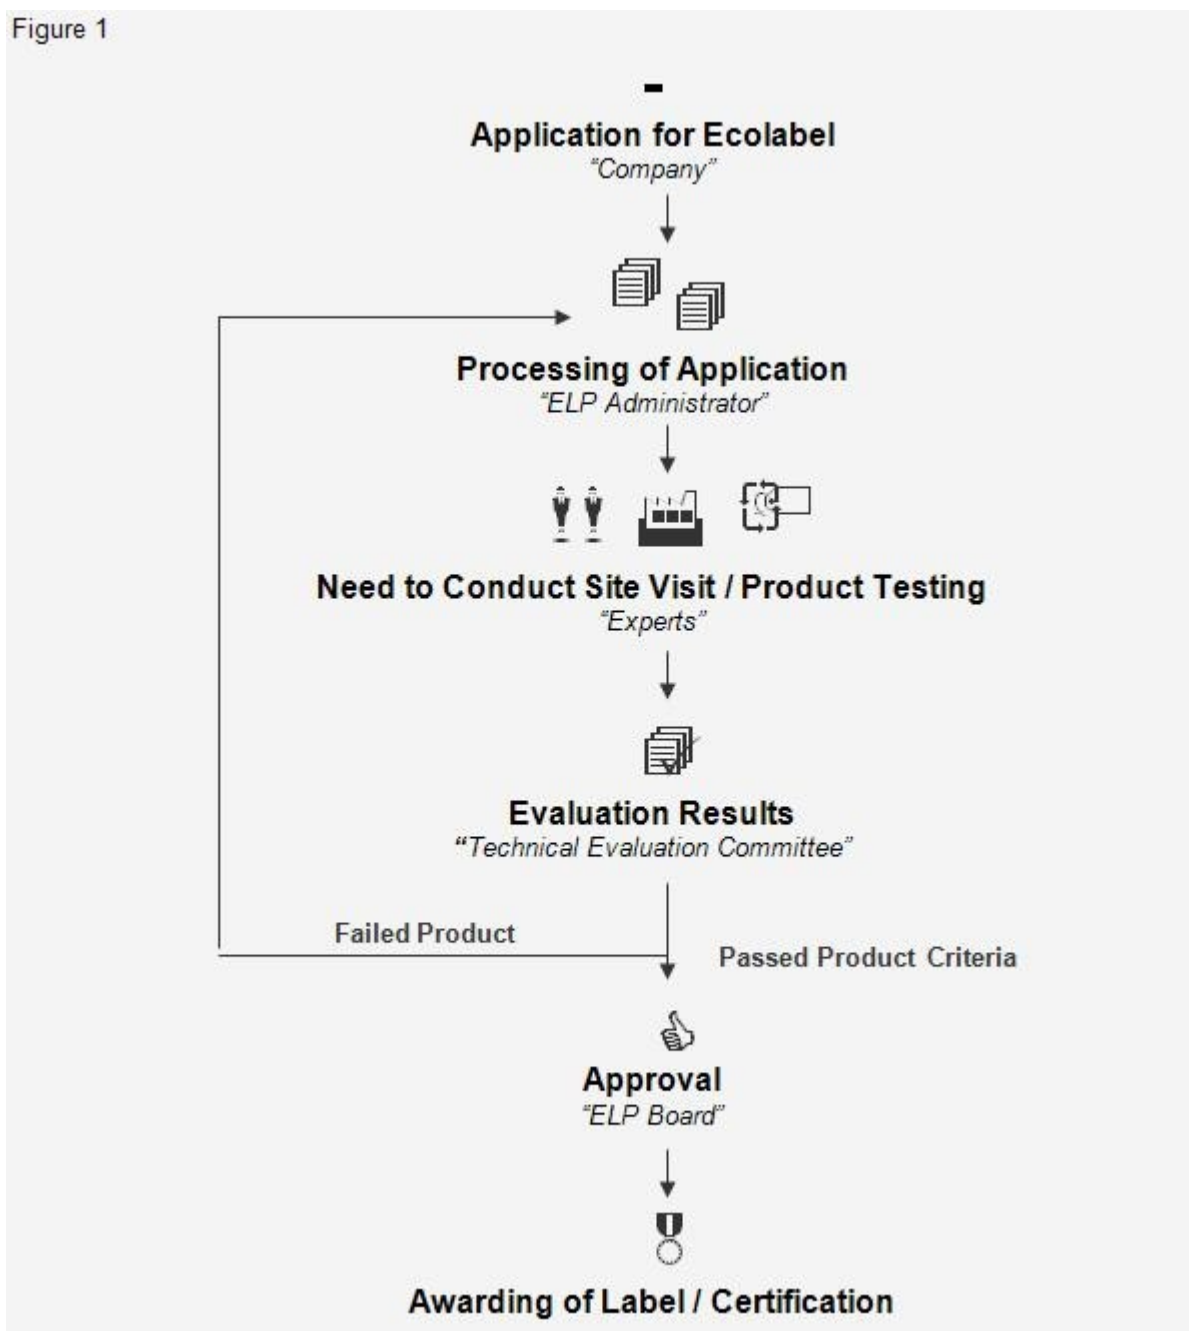 Figure 1
Application for Ecolabel
“Company”
Processing of Application
“ELP Administrator”
Need to Conduct Site Visit / Product Testing
“Experts”
Evaluation Results
“Technical Evaluation Committee”
Failed Product
Passed Product Criteria
Approval
“ELP Board”
Awarding of Label / Certification